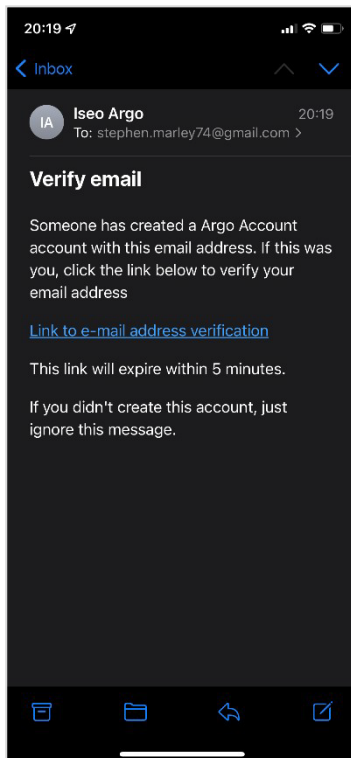 20:19
Inbox
IA
Iseo Argo
20:19
To: stephen.marley74@gmail.com >
Verify email
Someone has created a Argo Account
account with this email address. If this was
you, click the link below to verify your
email address
Link to e-mail address verification
This link will expire within 5 minutes.
If you didn't create this account, just
ignore this message.